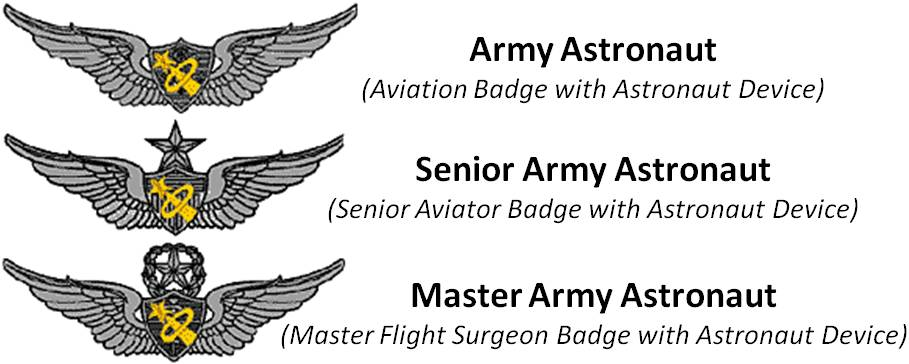 Army Astronaut
(Aviation Badge with Astronaut Device)
Senior Army Astronaut
(Senior Aviator Badge with Astronaut Device)
Master Army Astronaut
(Master Flight Surgeon Badge with Astronaut Device)